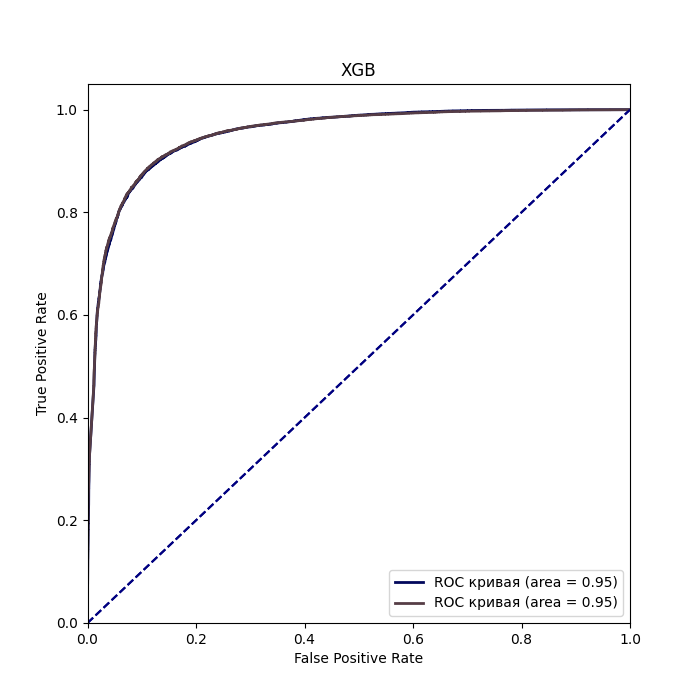 XGB
1.0
0.8
0.6
0.4
0.2
0.0
True Positive Rate
ROC кривая (area = 0.95)
ROC кривая (area = 0.95)
0.0 0.2 0.4 0.6 0.8 1.0
False Positive Rate